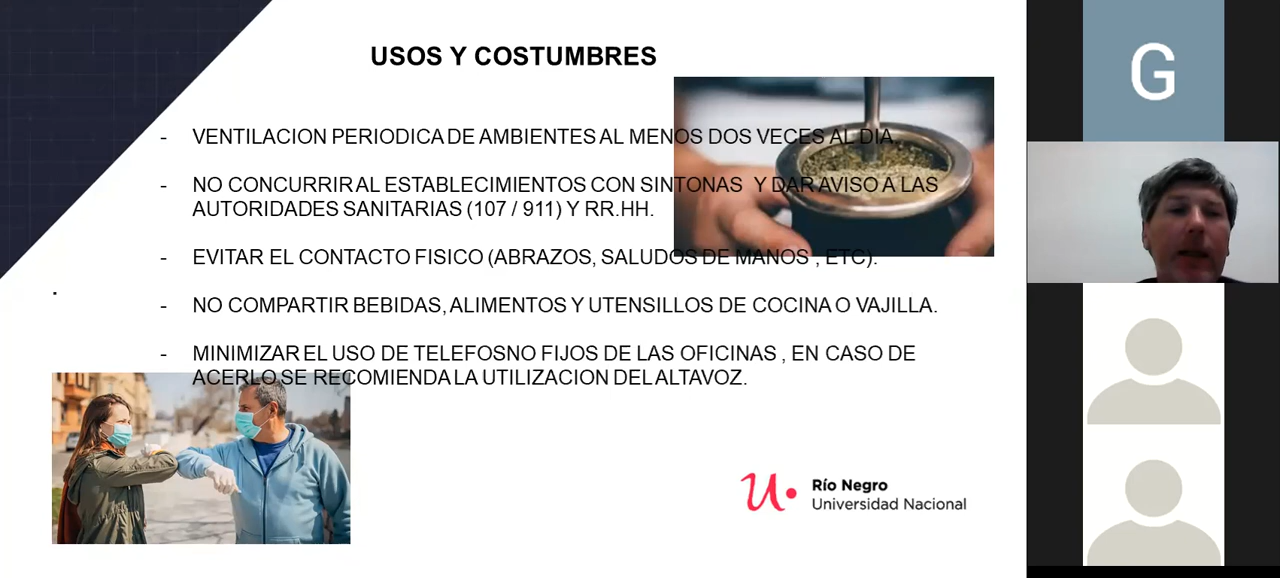 USOS Y COSTUMBRES
- VENTILACION PERIODICA DE AMBIENTES AL MENOS DOS VECES AL DIA
- NO CONCURRIR AL ESTABLECIMIENTOS CON SINTONAS Y DAR AVISO A LAS
AUTORIDADES SANITARIAS (107 / 911) Y RR.HH.
- EVITAR EL CONTACTO FISICO (ABRAZOS, SALUDOS DE MANOS , ETC).
- NO COMPARTIR BEBIDAS, ALIMENTOS Y UTENSILLOS DE COCINA O VAJILLA.
- MINIMIZAR EL USO DE TELEFOSNO FIJOS DE LAS OFICINAS , EN CASO DE
ACERLO SE RECOMIENDA LA UTILIZACION DEL ALTAVOZ.
.
Río Negro
Universidad Nacional
G